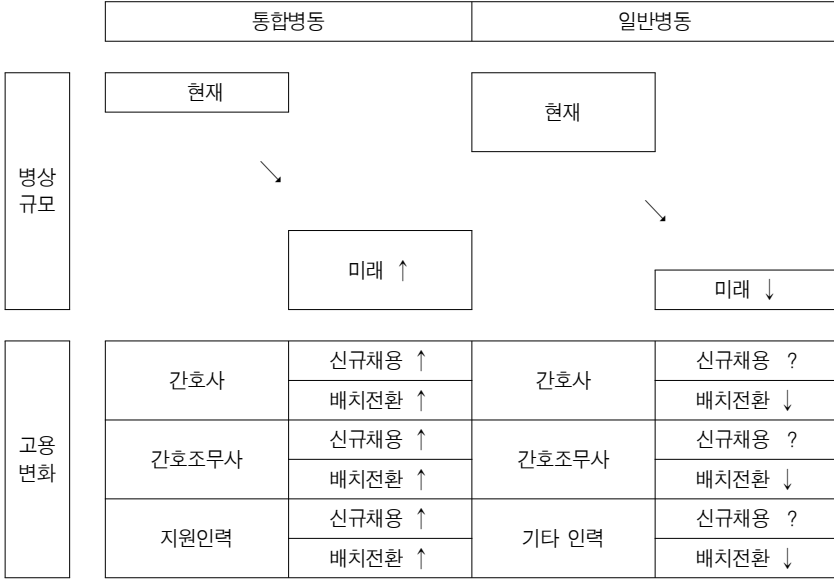 통합병동 일반병동
현재 현재
↘ ↘
병상
규모
미래 ↑ 미래 ↓
고용
변화
간호사 신규채용 ↑ 간호사 신규채용 ?
배치전환 ↑ 배치전환 ↓
간호조무사 신규채용 ↑ 간호조무사 신규채용 ?
배치전환 ↑ 배치전환 ↓
지원인력 신규채용 ↑ 기타 인력 신규채용 ?
배치전환 ↑ 배치전환 ↓